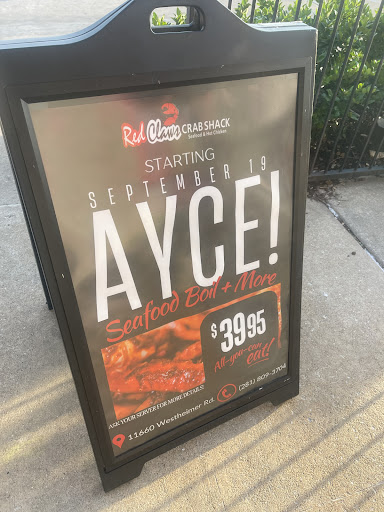 Red Claws CRAB SHACK
Seafood & Hot Chicken
STARTING
SEPTEMBER 19
AYCE!
Seafood Boil + More
$39.95
All-you-can
eat!
ASK YOUR SERVER FOR MORE DETAILS!
11660 Westheimer Rd.
(281) 809-3704